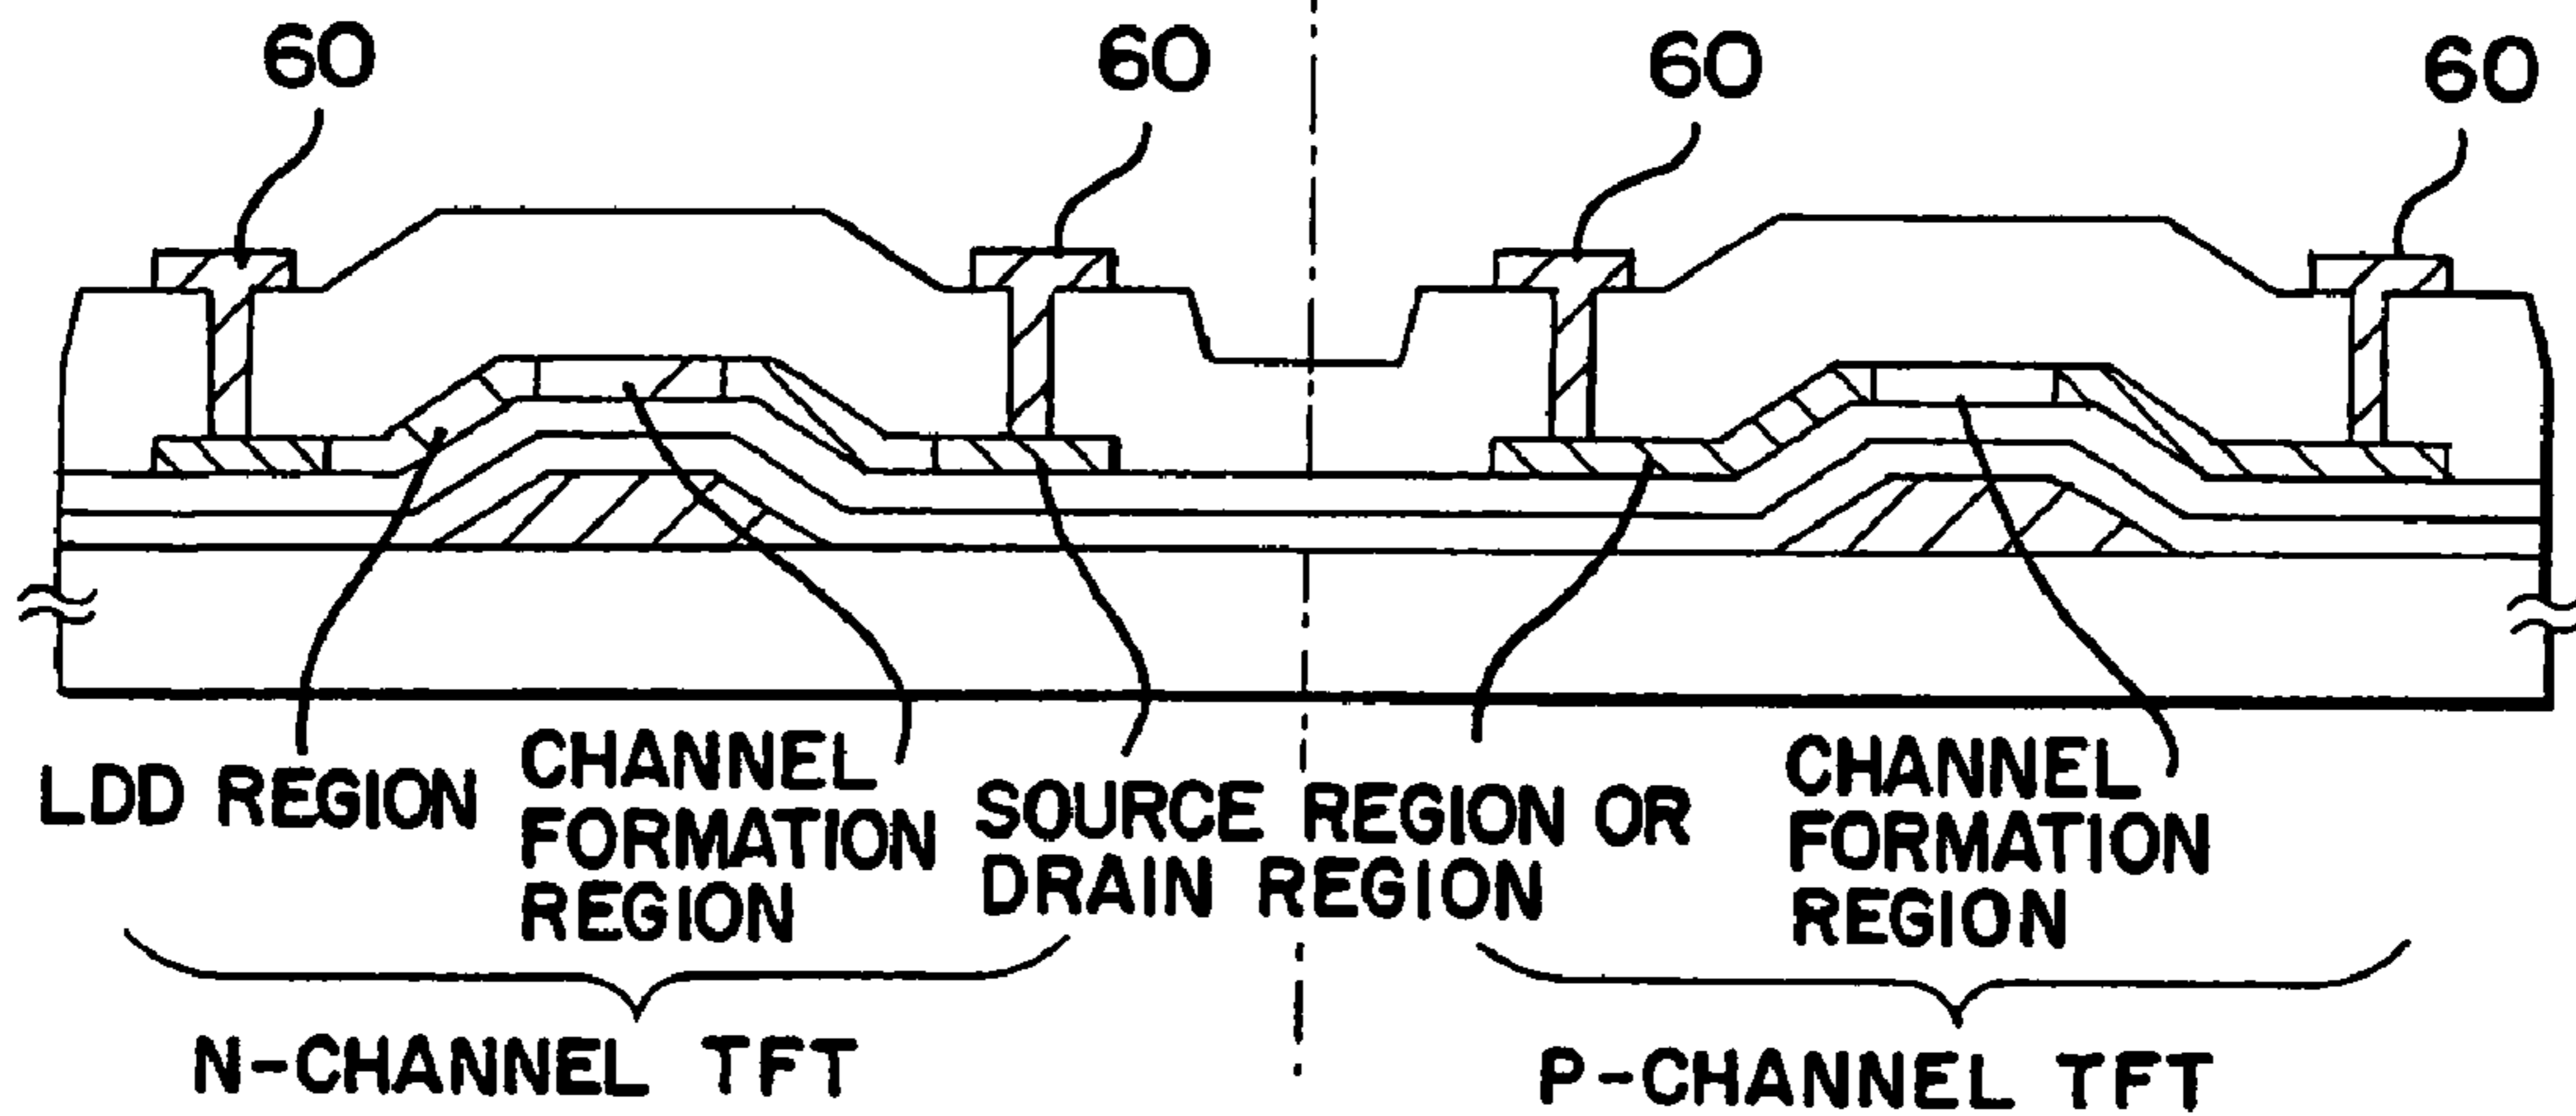 60 60 60 60
LDD REGION
CHANNEL
FORMATION
REGION
SOURCE REGION OR
DRAIN REGION
CHANNEL
FORMATION
REGION
N-CHANNEL TFT
P-CHANNEL TFT